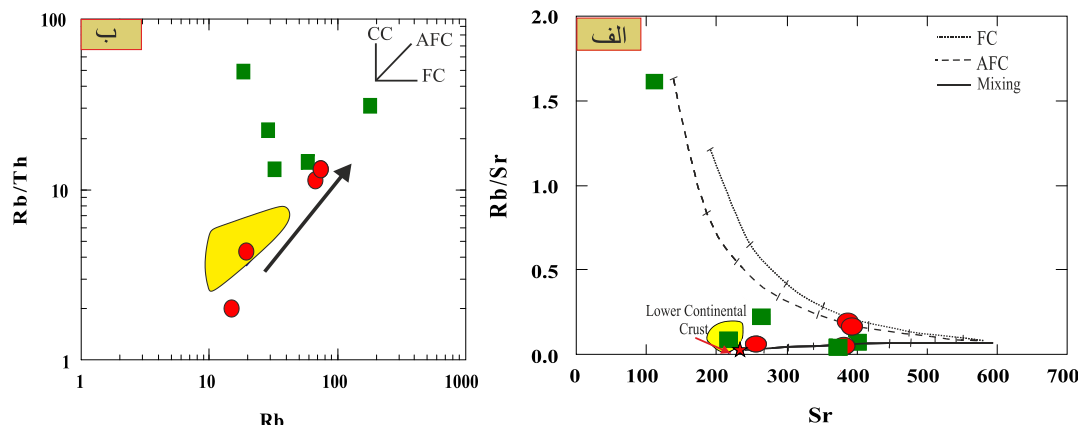 ب
100
10
1
Rb/Th
CC
AFC
FC
1
10
100
1000
Rb
الف
2.0
1.5
1.0
0.5
0.0
Rb/Sr
FC
AFC
Mixing
Lower Continental
Crust
0
100
200
300
400
500
600
700
Sr